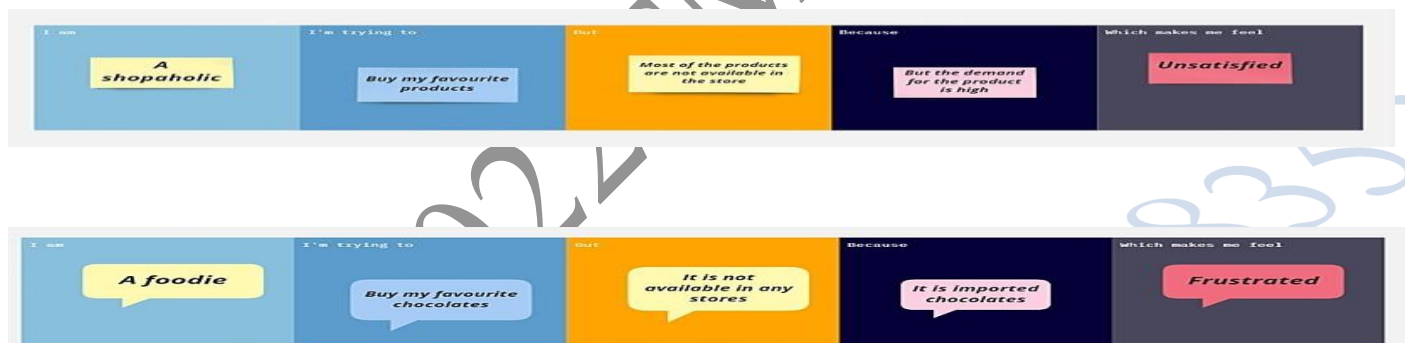 I am
I'm trying to
But
Because
Which makes me feel
A
shopaholic
Buy my favourite
products
Most of the products
are not available in
the store
But the demand
for the product
is high
Unsatisfied
I am
I'm trying to
But
Because
Which makes me feel
A foodie
Buy my favourite
chocolates
It is not
available in any
stores
It is imported
chocolates
Frustrated